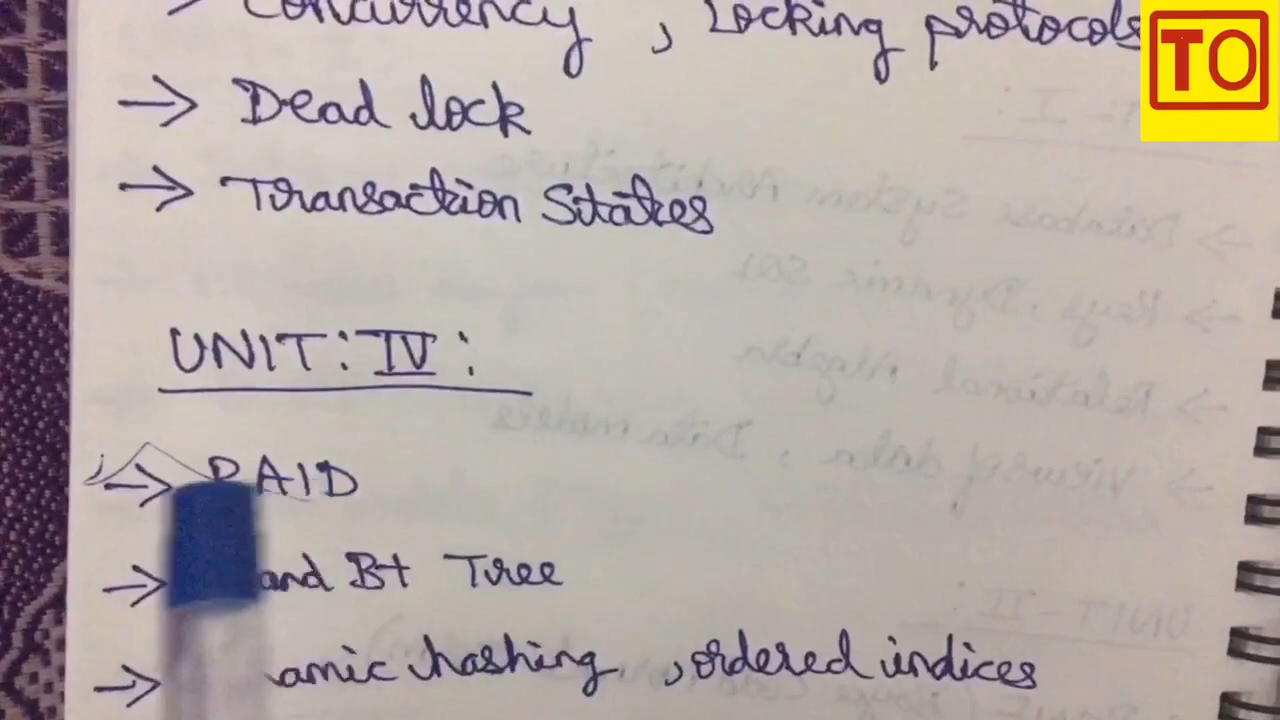 → Concurrency , Locking protocols
TO
→ Dead lock
→ Transaction States
UNIT: IV :
→ RAID
→ and B+ Tree
→ amic hashing , ordered indices